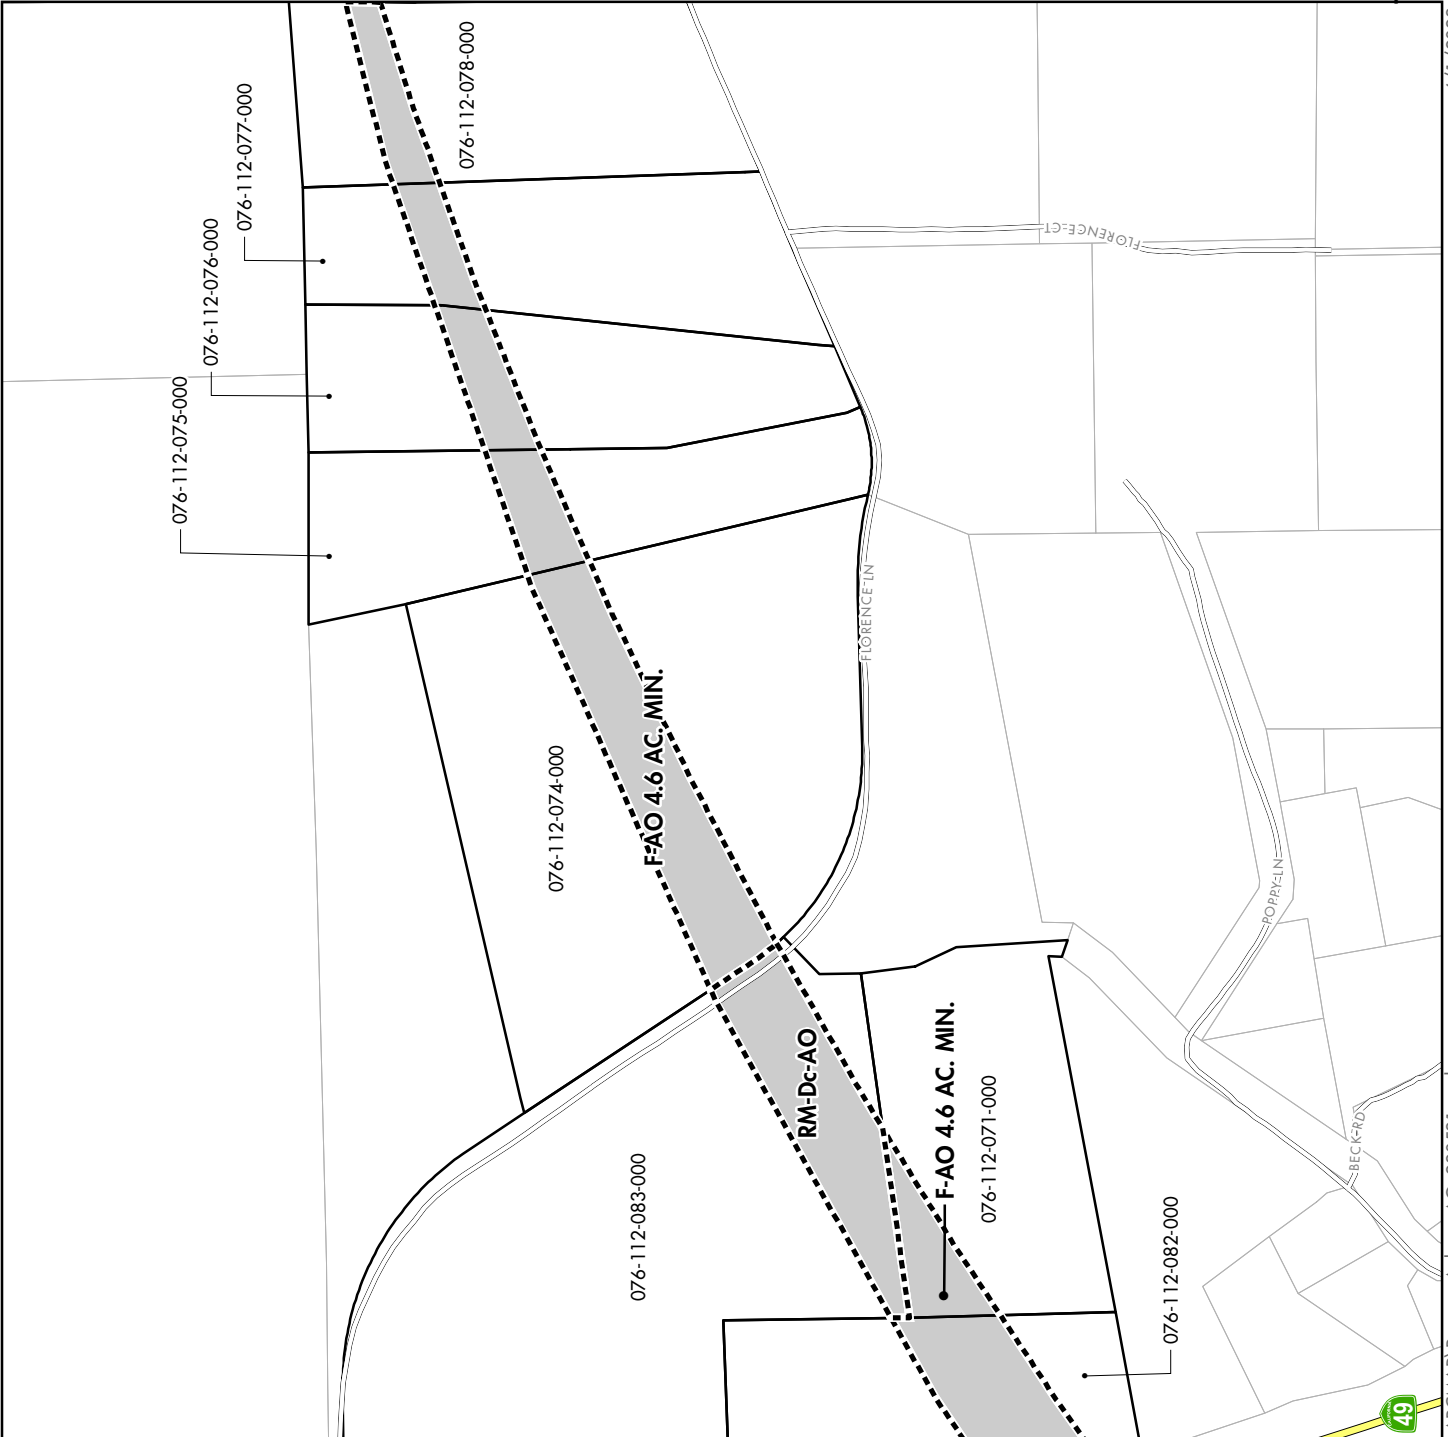 076-112-078-000
076-112-077-000
076-112-076-000
076-112-075-000
FLORENCE CT
FLORENCE LN
F-AO 4.6 AC. MIN.
076-112-074-000
POPPY LN
RM-Dc-AO
F-AO 4.6 AC. MIN.
076-112-071-000
BECK RD
076-112-083-000
076-112-082-000
49